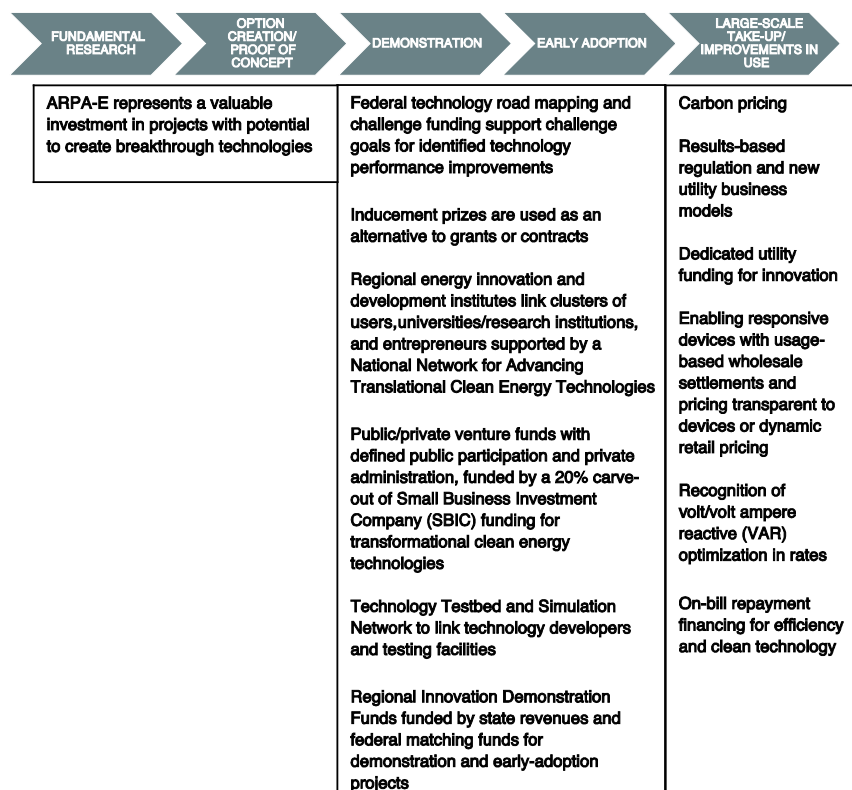 FUNDAMENTAL
RESEARCH
OPTION
CREATION/
PROOF OF
CONCEPT
DEMONSTRATION
EARLY ADOPTION
LARGE-SCALE
TAKE-UP/
IMPROVEMENTS IN
USE
ARPA-E represents a valuable
investment in projects with potential
to create breakthrough technologies
Federal technology road mapping and
challenge funding support challenge
goals for identified technology
performance improvements
Inducement prizes are used as an
alternative to grants or contracts
Regional energy innovation and
development institutes link clusters of
users,universities/research institutions,
and entrepreneurs supported by a
National Network for Advancing
Translational Clean Energy Technologies
Public/private venture funds with
defined public participation and private
administration, funded by a 20% carve-
out of Small Business Investment
Company (SBIC) funding for
transformational clean energy
technologies
Technology Testbed and Simulation
Network to link technology developers
and testing facilities
Regional Innovation Demonstration
Funds funded by state revenues and
federal matching funds for
demonstration and early-adoption
projects
Carbon pricing
Results-based
regulation and new
utility business
models
Dedicated utility
funding for innovation
Enabling responsive
devices with usage-
based wholesale
settlements and
pricing transparent to
devices or dynamic
retail pricing
Recognition of
volt/volt ampere
reactive (VAR)
optimization in rates
On-bill repayment
financing for efficiency
and clean technology